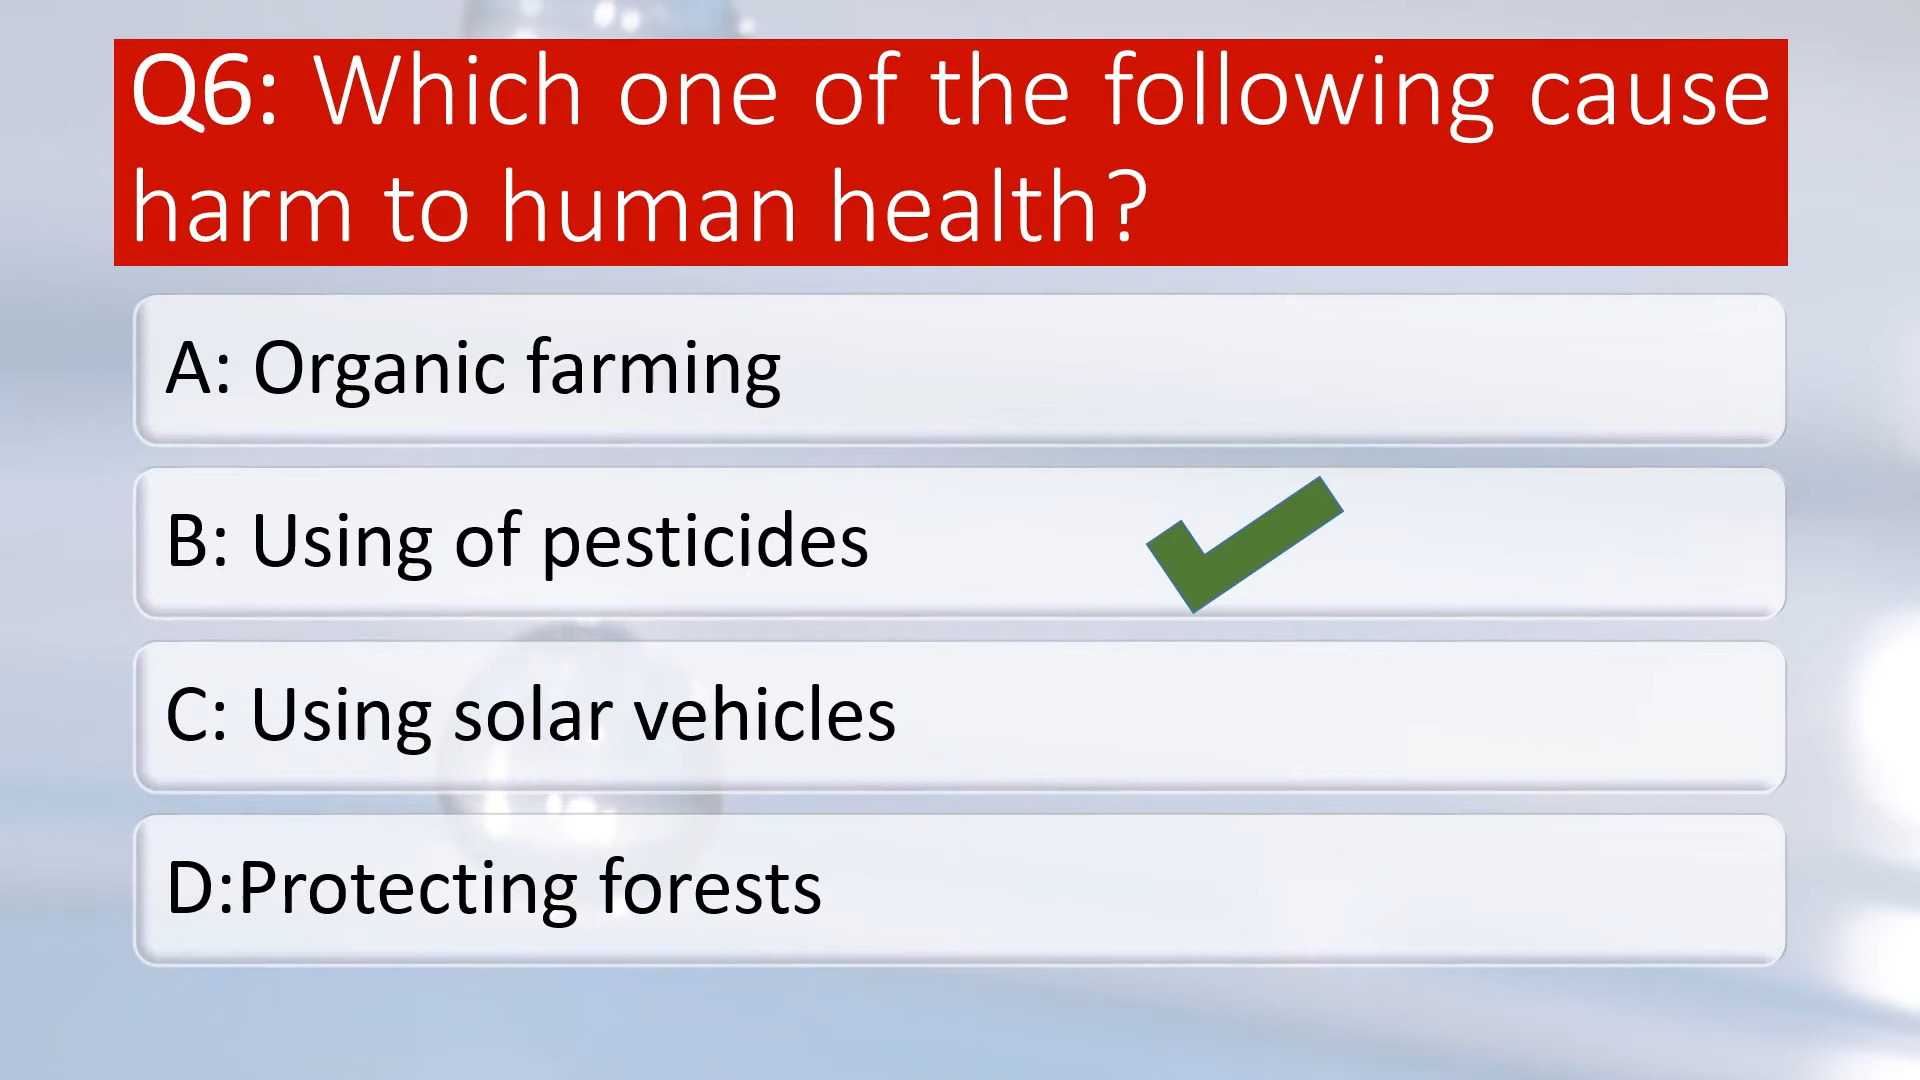 Q6: Which one of the following cause
harm to human health?
A: Organic farming
B: Using of pesticides
C: Using solar vehicles
D:Protecting forests